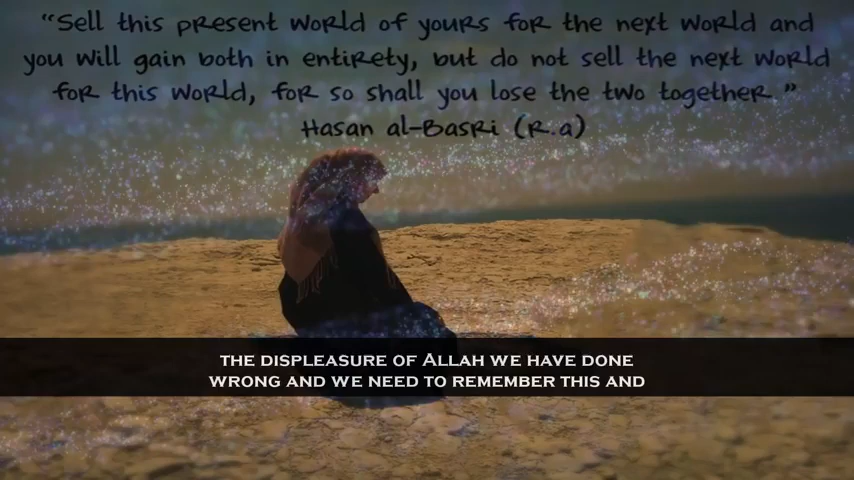 “Sell this present world of yours for the next world and
you will gain both in entirety, but do not sell the next world
for this world, for so shall you lose the two together.”
Hasan al-Basri (R.a)
THE DISPLEASURE OF ALLAH WE HAVE DONE
WRONG AND WE NEED TO REMEMBER THIS AND